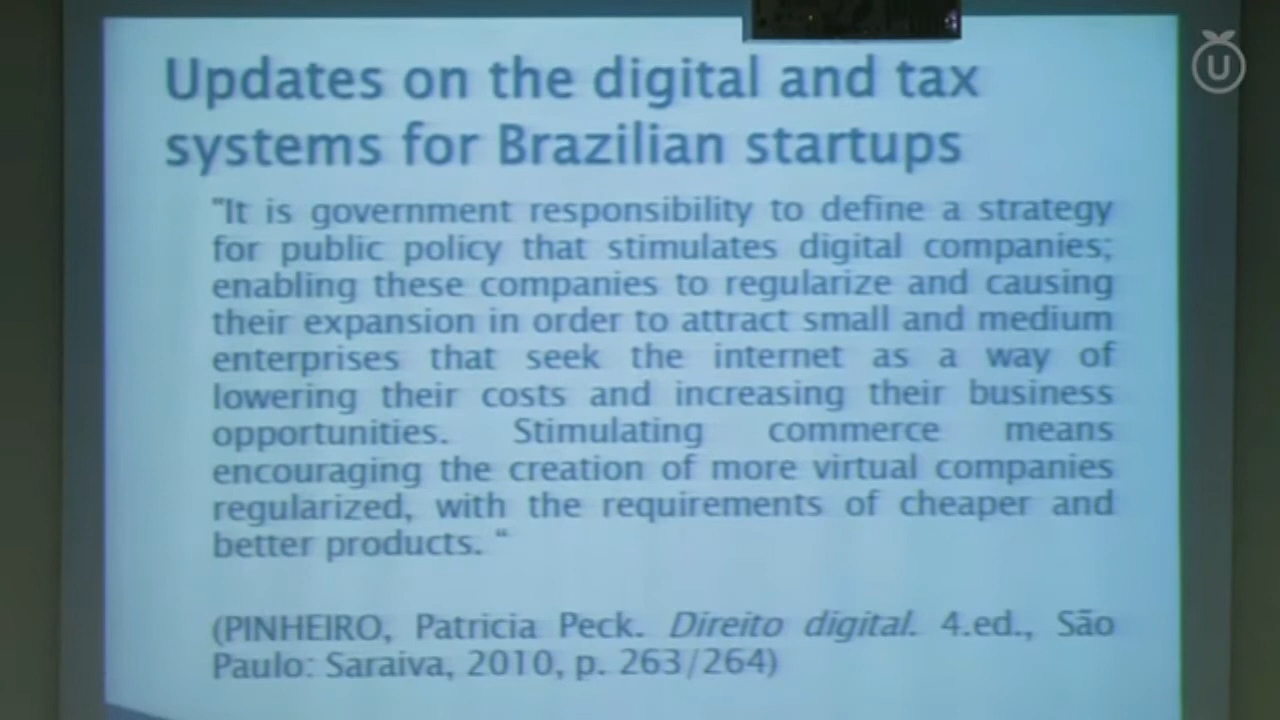 Updates on the digital and tax
systems for Brazilian startups
"It is government responsibility to define a strategy
for public policy that stimulates digital companies;
enabling these companies to regularize and causing
their expansion in order to attract small and medium
enterprises that seek the internet as a way of
lowering their costs and increasing their business
opportunities. Stimulating commerce means
encouraging the creation of more virtual companies
regularized, with the requirements of cheaper and
better products. “
(PINHEIRO, Patricia Peck. Direito digital. 4.ed., São
Paulo: Saraiva, 2010, p. 263/264)
U